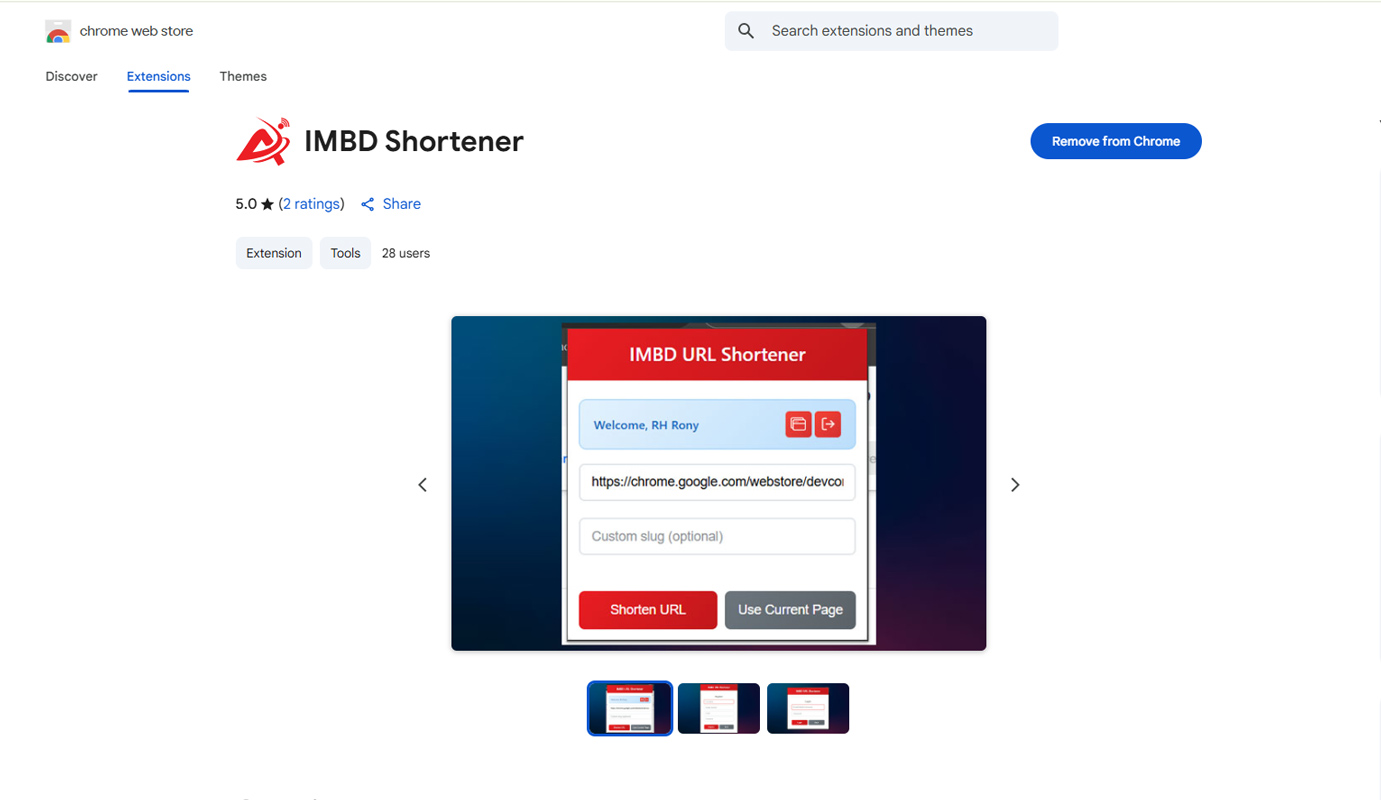 chrome web store
Search extensions and themes
Discover Extensions Themes
IMBD Shortener
Remove from Chrome
5.0 ★ (2 ratings) Share
Extension Tools 28 users
IMBD URL Shortener
Welcome, RH Rony
https://chrome.google.com/webstore/devcon
Custom slug (optional)
Shorten URL Use Current Page